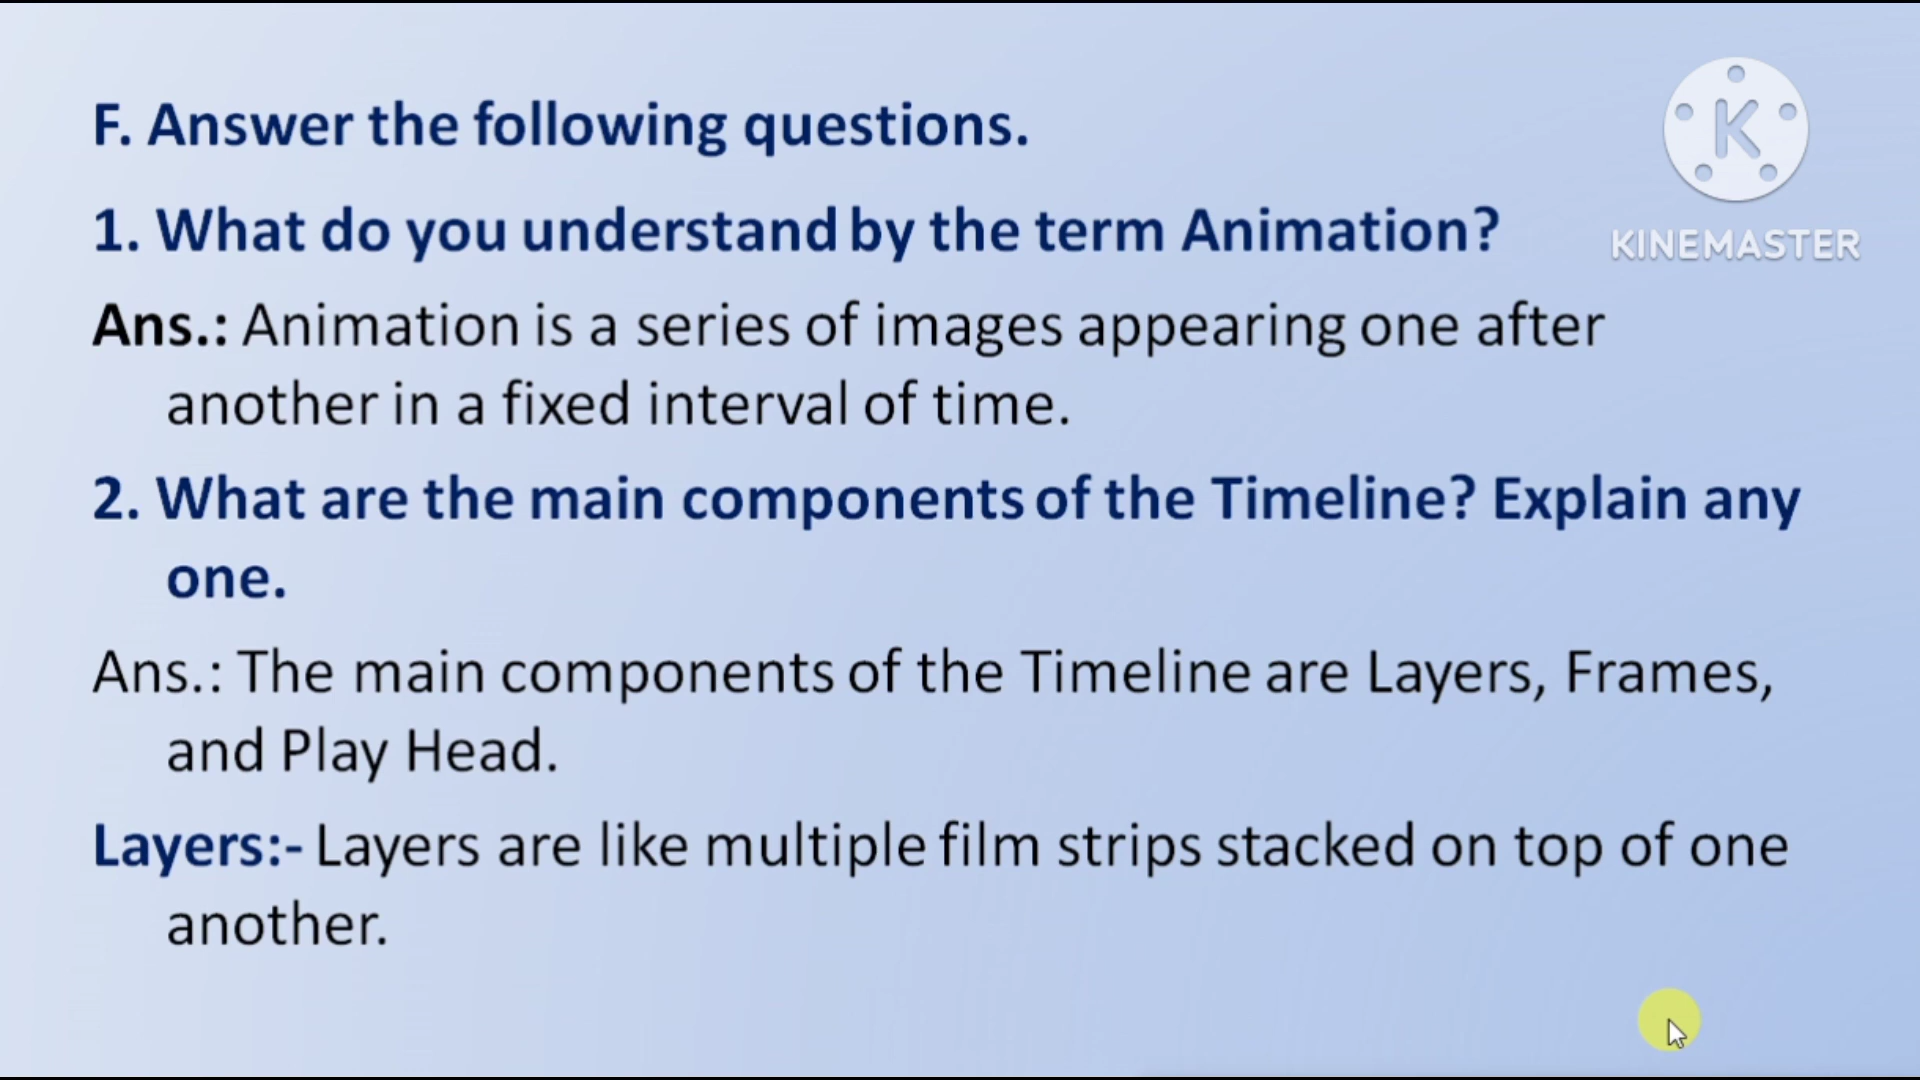 F. Answer the following questions.
1. What do you understand by the term Animation?
Ans.: Animation is a series of images appearing one after
another in a fixed interval of time.
2. What are the main components of the Timeline? Explain any
one.
Ans.: The main components of the Timeline are Layers, Frames,
and Play Head.
Layers:- Layers are like multiple film strips stacked on top of one
another.
K
KINEMASTER